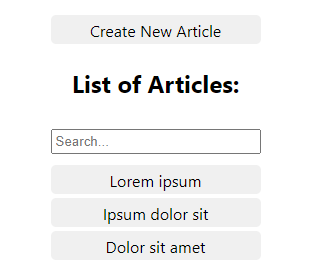 Create New Article
List of Articles:
Search...
Lorem ipsum
Ipsum dolor sit
Dolor sit amet